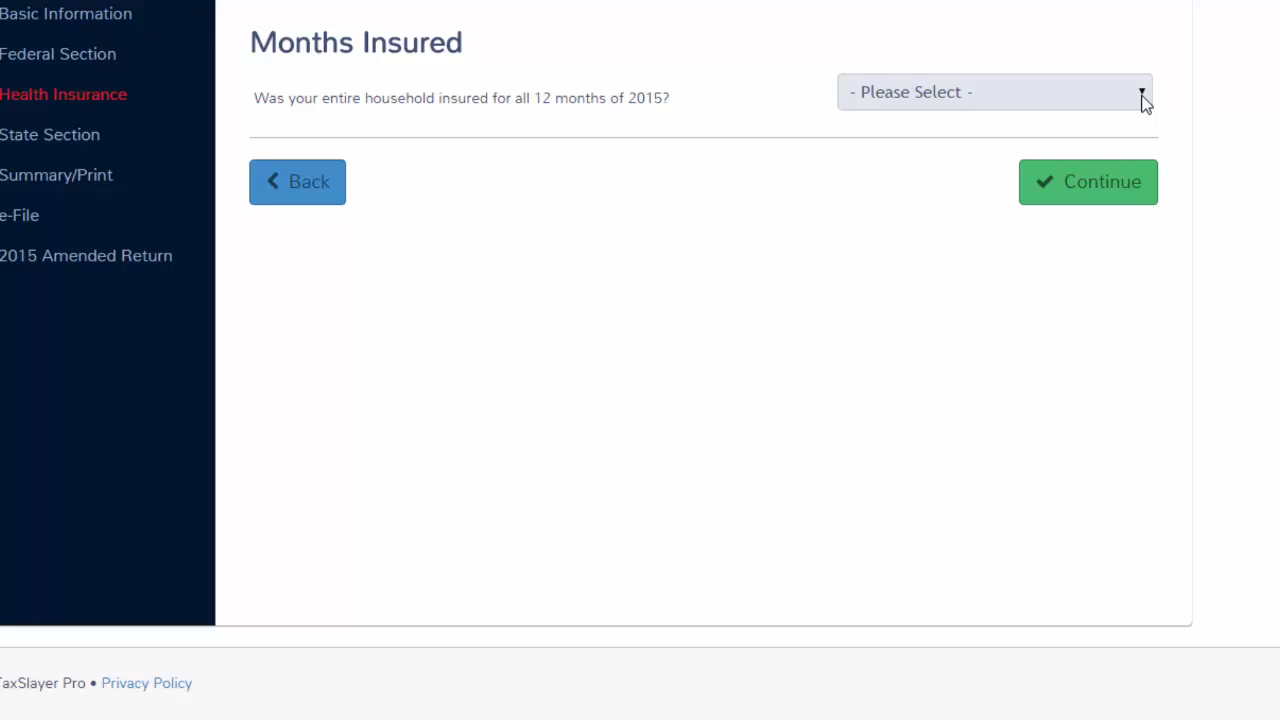 Basic Information
Federal Section
Health Insurance
State Section
Summary/Print
e-File
2015 Amended Return
Months Insured
Was your entire household insured for all 12 months of 2015?
- Please Select -
Back
Continue
TaxSlayer Pro • Privacy Policy